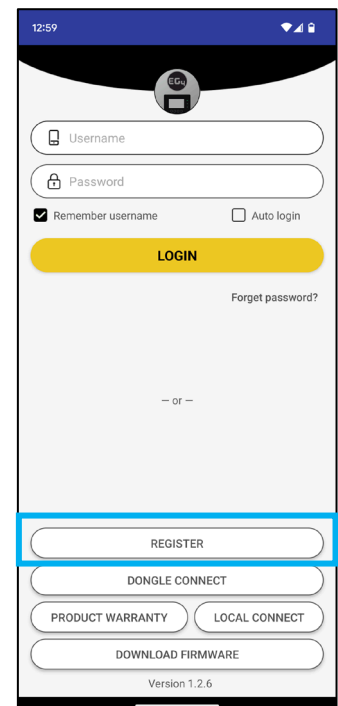 12:59
EG4
Username
Password
Remember username Auto login
LOGIN
Forget password?
— or —
REGISTER
DONGLE CONNECT
PRODUCT WARRANTY LOCAL CONNECT
DOWNLOAD FIRMWARE
Version 1.2.6